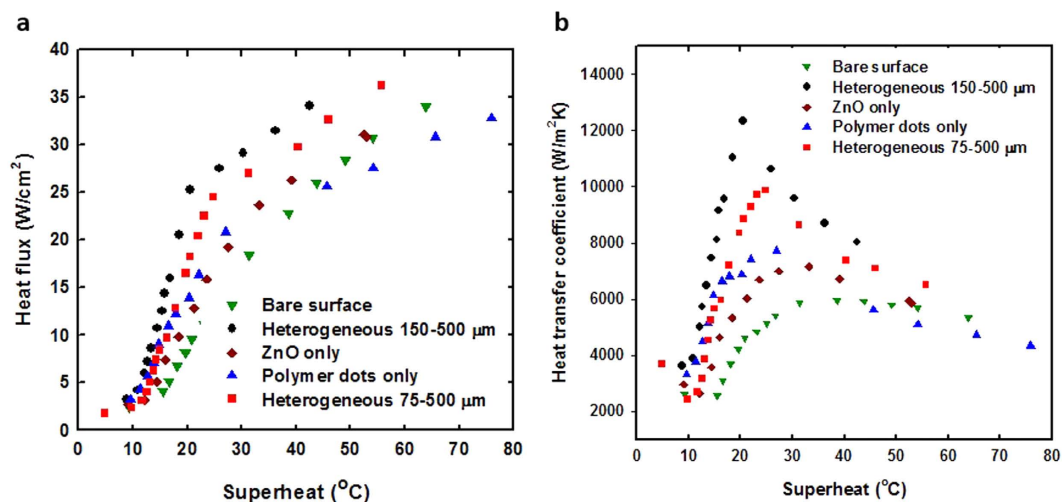 a
40
35
30
25
20
15
10
5
0
Heat flux (W/cm²)
Bare surface
Heterogeneous 150-500 µm
ZnO only
Polymer dots only
Heterogeneous 75-500 µm
0 10 20 30 40 50 60 70 80
Superheat (°C)
b
14000
12000
10000
8000
6000
4000
2000
Heat transfer coefficient (W/m²K)
Bare surface
Heterogeneous 150-500 µm
ZnO only
Polymer dots only
Heterogeneous 75-500 µm
0 10 20 30 40 50 60 70 80
Superheat (°C)